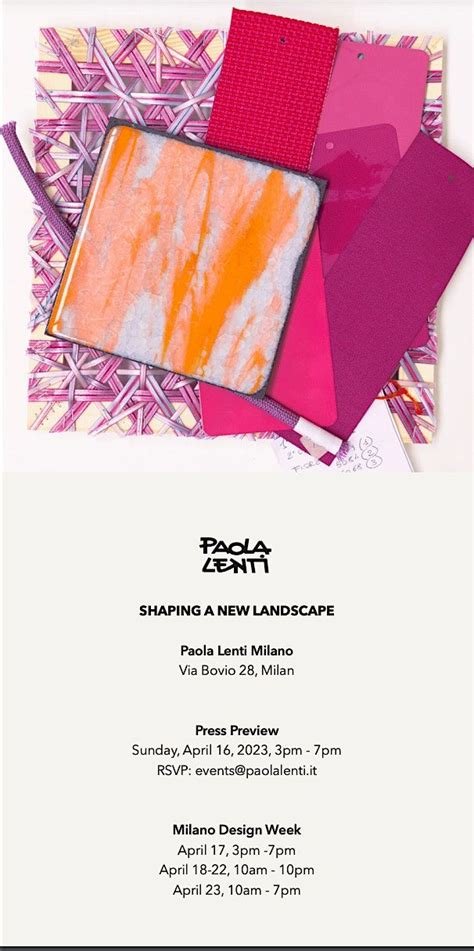 PAOLA
LENTI
SHAPING A NEW LANDSCAPE
Paola Lenti Milano
Via Bovio 28, Milan
Press Preview
Sunday, April 16, 2023, 3pm - 7pm
RSVP: events@paolalenti.it
Milano Design Week
April 17, 3pm -7pm
April 18-22, 10am - 10pm
April 23, 10am - 7pm